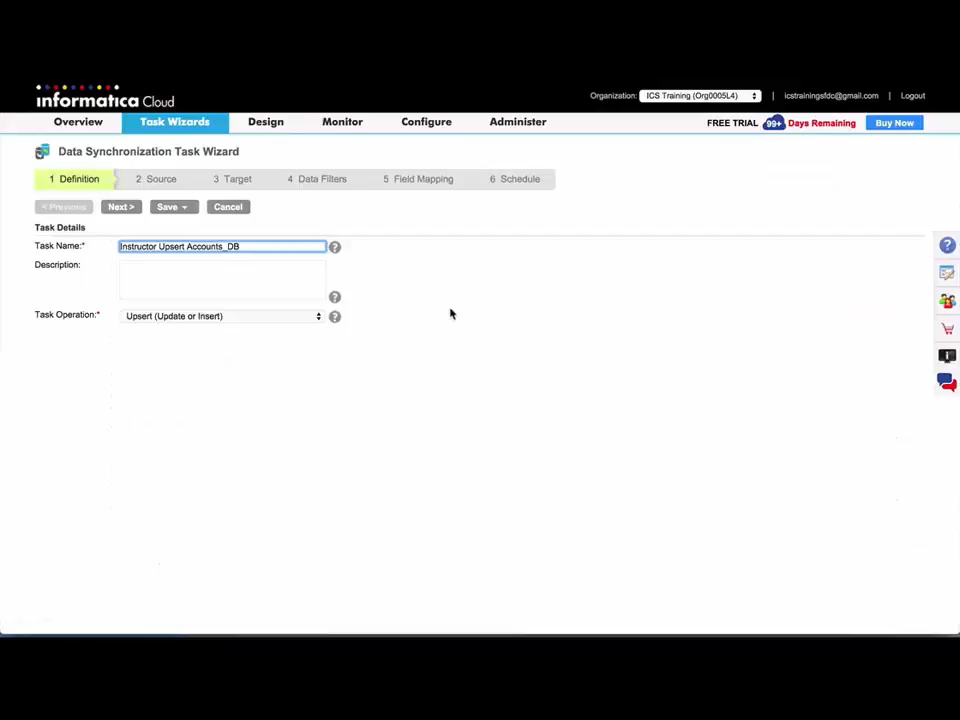 informatica Cloud
Organization: ICS Training (Org0005L4) | icstrainingsfdc@gmail.com | Logout
Overview Task Wizards Design Monitor Configure Administer FREE TRIAL 99+ Days Remaining Buy Now
Data Synchronization Task Wizard
1 Definition 2 Source 3 Target 4 Data Filters 5 Field Mapping 6 Schedule
< Previous Next > Save Cancel
Task Details
Task Name:* Instructor Upsert Accounts_DB ?
Description:
?
Task Operation:* Upsert (Update or Insert) ?
?